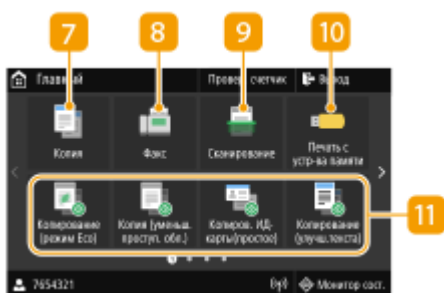 7 8 9 10
Главный Провер. счетчик Выход
Копия Факс Сканирование Печать с
устр-ва памяти
Копирование Копия (уменьш. Копиров. ИД- Копирование
(режим Eco) проступ. обл.) карты(простое) (улучш.текста)
11
7654321 Монитор сост.